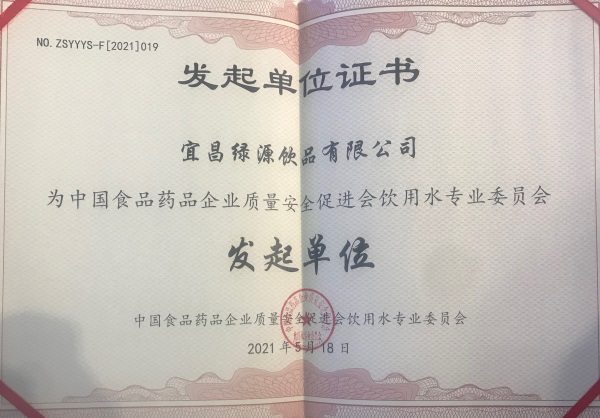 NO.ZSYYYS-F[2021]019
发起单位证书
宜昌绿源饮品有限公司
为中国食品药品企业质量安全促进会饮用水专业委员会
发起单位
中国食品药品企业质量安全促进会饮用水专业委员会
2021年5月18日